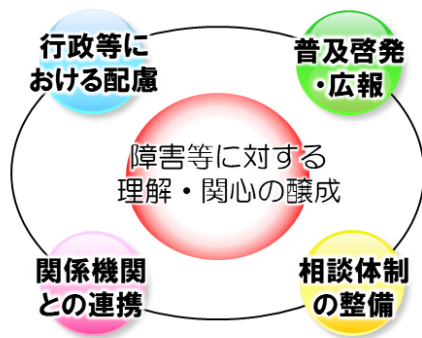 行政等に
おける配慮
普及啓発
・広報
障害等に対する
理解・関心の醸成
関係機関
との連携
相談体制
の整備